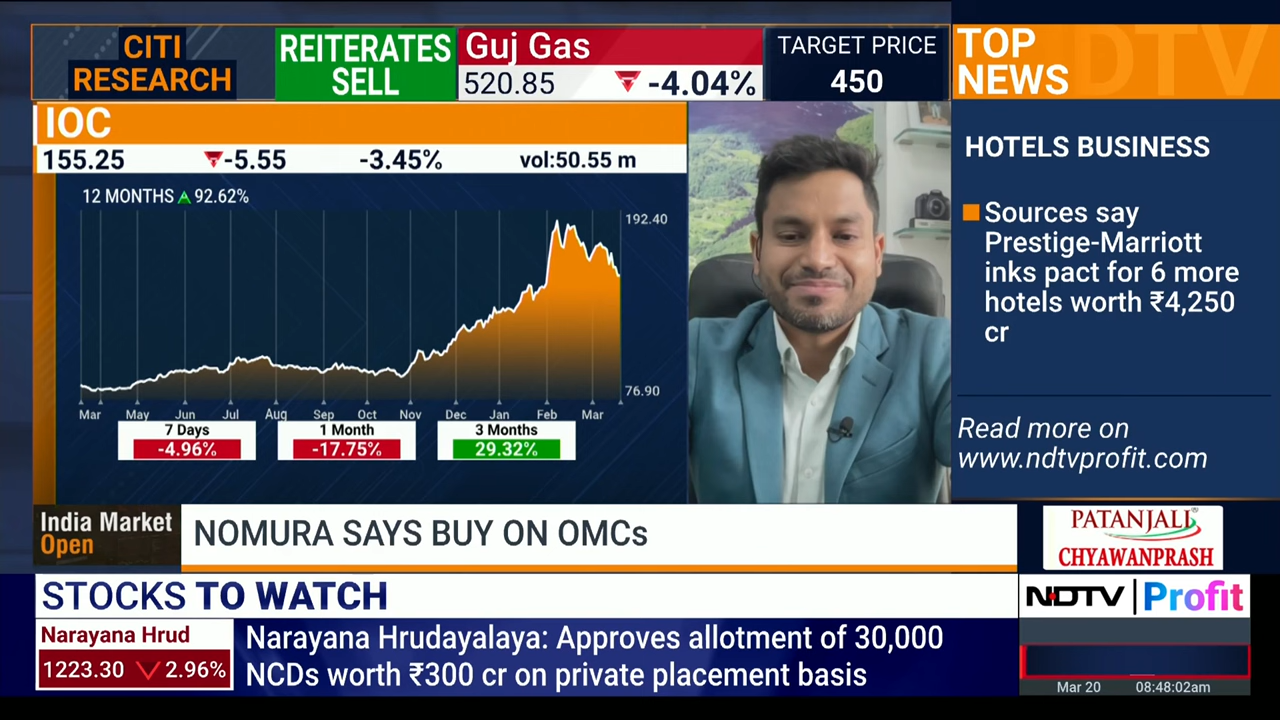 CITI
RESEARCH
REITERATES
SELL
Guj Gas
520.85 -4.04%
TARGET PRICE
450
TOP
NEWS
IOC
155.25 -5.55 -3.45% vol:50.55 m
12 MONTHS 92.62%
192.40
76.90
Mar May Jun Jul Aug Sep Oct Nov Dec Jan Feb Mar
7 Days
-4.96%
1 Month
-17.75%
3 Months
29.32%
HOTELS BUSINESS
Sources say
Prestige-Marriott
inks pact for 6 more
hotels worth ₹4,250
cr
Read more on
www.ndtvprofit.com
India Market
Open
NOMURA SAYS BUY ON OMCs
PATANJALI®
CHYAWANPRASH
STOCKS TO WATCH
NDTV Profit
Narayana Hrud
1223.30 2.96%
Narayana Hrudayalaya: Approves allotment of 30,000
NCDs worth ₹300 cr on private placement basis
Mar 20 08:48:02am